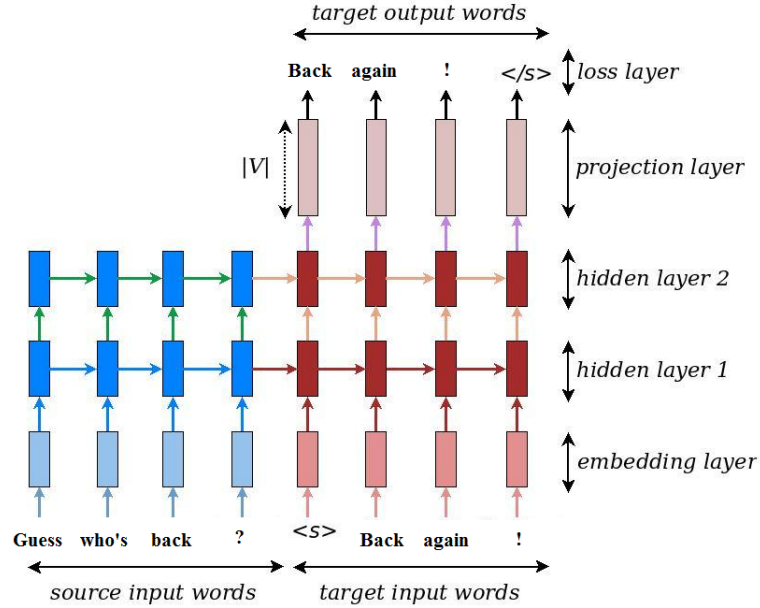 target output words
Back again ! </s> loss layer
|V| projection layer
hidden layer 2
hidden layer 1
embedding layer
Guess who's back ? <s> Back again !
source input words target input words